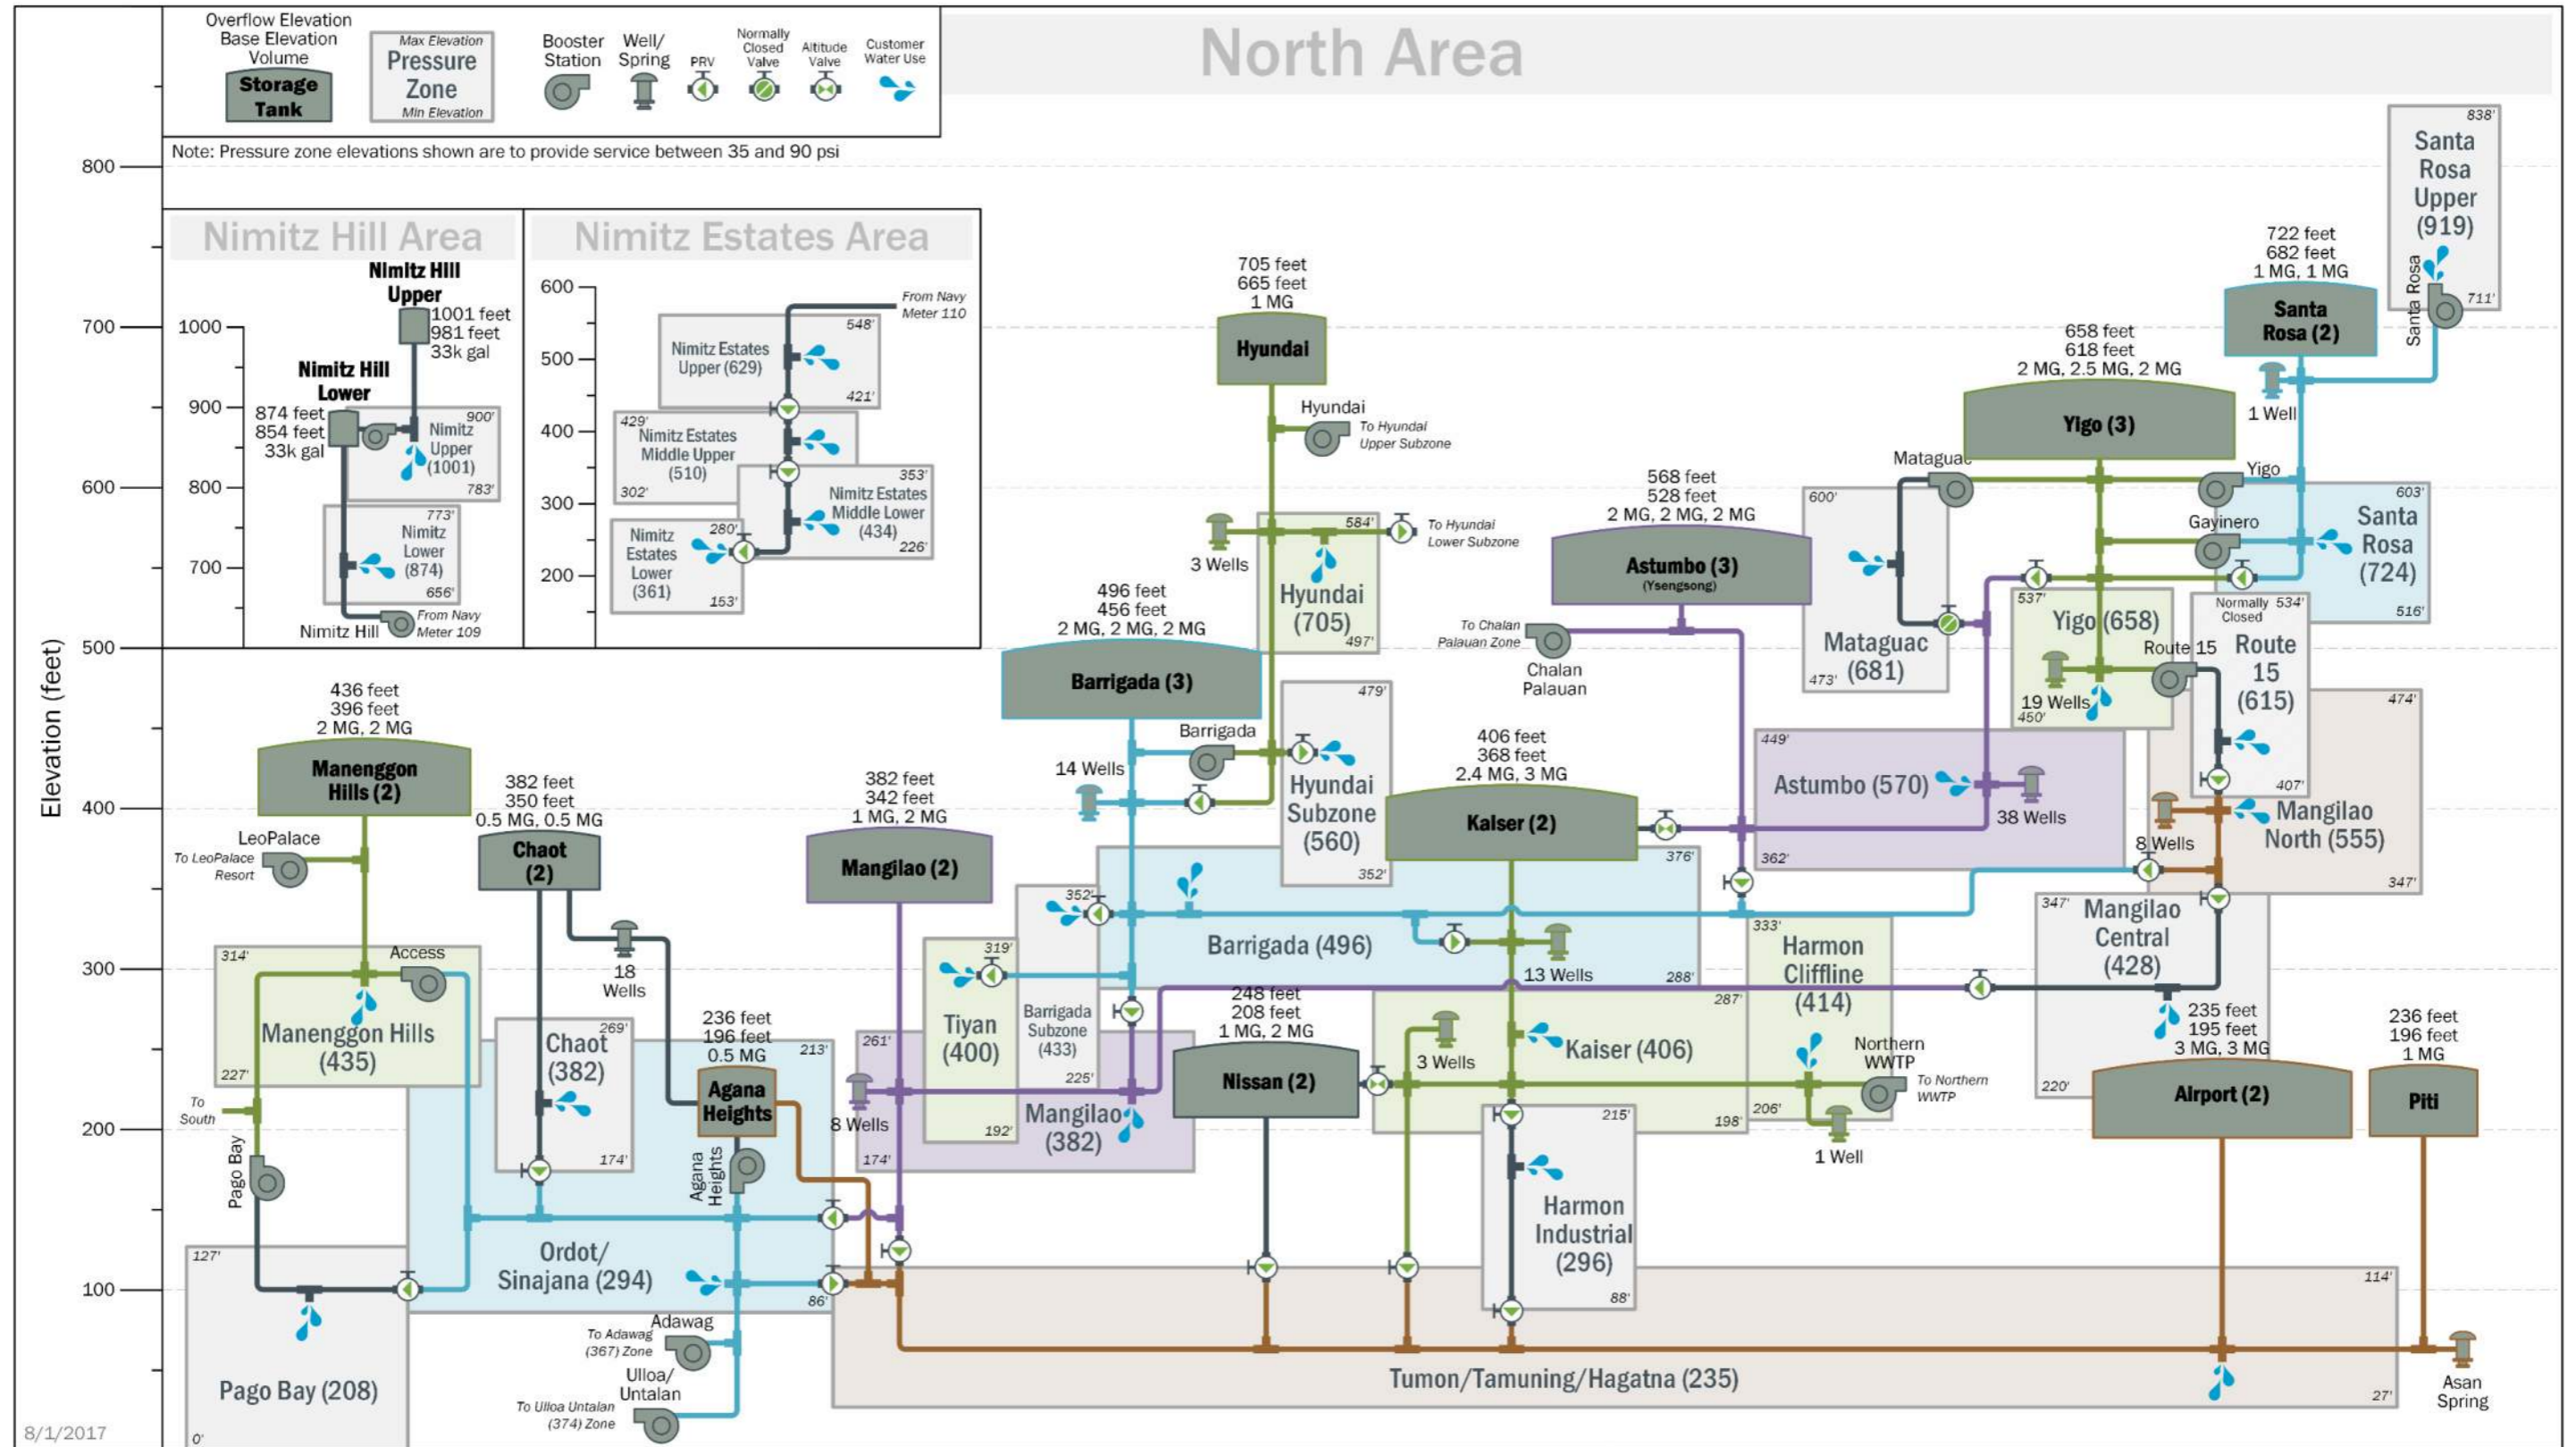 North Area
Overflow Elevation
Base Elevation
Volume
Storage
Tank
Max Elevation
Pressure
Zone
Min Elevation
Booster
Station
Well/
Spring
PRV
Normally
Closed
Valve
Altitude
Valve
Customer
Water Use
Note: Pressure zone elevations shown are to provide service between 35 and 90 psi
Elevation (feet)
800
700
600
500
400
300
200
100
Nimitz Hill Area
Nimitz Hill
Upper
1001 feet
981 feet
33k gal
Nimitz Hill
Lower
874 feet
854 feet
33k gal
1000
900
800
700
900'
Nimitz
Upper
(1001)
783'
773'
Nimitz
Lower
(874)
656'
Nimitz Hill
From Navy
Meter 109
Nimitz Estates Area
600
500
400
300
200
From Navy
Meter 110
548'
Nimitz Estates
Upper (629)
421'
429'
Nimitz Estates
Middle Upper
(510)
302'
353'
Nimitz Estates
Middle Lower
(434)
226'
280'
Nimitz
Estates
Lower
(361)
153'
838'
Santa
Rosa
Upper
(919)
711'
Santa Rosa
722 feet
682 feet
1 MG, 1 MG
Santa
Rosa (2)
1 Well
705 feet
665 feet
1 MG
Hyundai
Hyundai
To Hyundai
Upper Subzone
3 Wells
584'
To Hyundai
Lower Subzone
Hyundai
(705)
497'
658 feet
618 feet
2 MG, 2.5 MG, 2 MG
Yigo (3)
Mataguac
Yigo
Gayinero
603'
Santa
Rosa
(724)
516'
600'
Mataguac
(681)
473'
568 feet
528 feet
2 MG, 2 MG, 2 MG
Astumbo (3)
(Ysengsong)
To Chalan
Palauan Zone
Chalan
Palauan
537'
Yigo (658)
19 Wells
450'
Normally
Closed
534'
Route 15
Route
15
(615)
407'
496 feet
456 feet
2 MG, 2 MG, 2 MG
Barrigada (3)
Barrigada
14 Wells
479'
Hyundai
Subzone
(560)
352'
474'
Mangilao
North (555)
8 Wells
347'
449'
Astumbo (570)
38 Wells
362'
406 feet
368 feet
2.4 MG, 3 MG
Kaiser (2)
436 feet
396 feet
2 MG, 2 MG
Manenggon
Hills (2)
LeoPalace
To LeoPalace
Resort
382 feet
350 feet
0.5 MG, 0.5 MG
Chaot
(2)
18
Wells
382 feet
342 feet
1 MG, 2 MG
Mangilao (2)
376'
Barrigada (496)
13 Wells
288'
352'
Barrigada
Subzone
(433)
225'
319'
Tiyan
(400)
192'
347'
Mangilao
Central
(428)
220'
333'
Harmon
Cliffline
(414)
206'
Northern
WWTP
To Northern
WWTP
1 Well
314'
Access
Manenggon Hills
(435)
227'
To
South
Pago Bay
269'
Chaot
(382)
174'
236 feet
196 feet
0.5 MG
Agana
Heights
Agana
Heights
213'
Ordot/
Sinajana (294)
86'
261'
8 Wells
Mangilao
(382)
174'
248 feet
208 feet
1 MG, 2 MG
Nissan (2)
287'
3 Wells
Kaiser (406)
198'
215'
Harmon
Industrial
(296)
88'
235 feet
195 feet
3 MG, 3 MG
Airport (2)
236 feet
196 feet
1 MG
Piti
127'
Pago Bay (208)
0'
Adawag
To Adawag
(367) Zone
Ulloa/
Untalan
To Ulloa Untalan
(374) Zone
114'
Tumon/Tamuning/Hagatna (235)
27'
Asan
Spring
8/1/2017